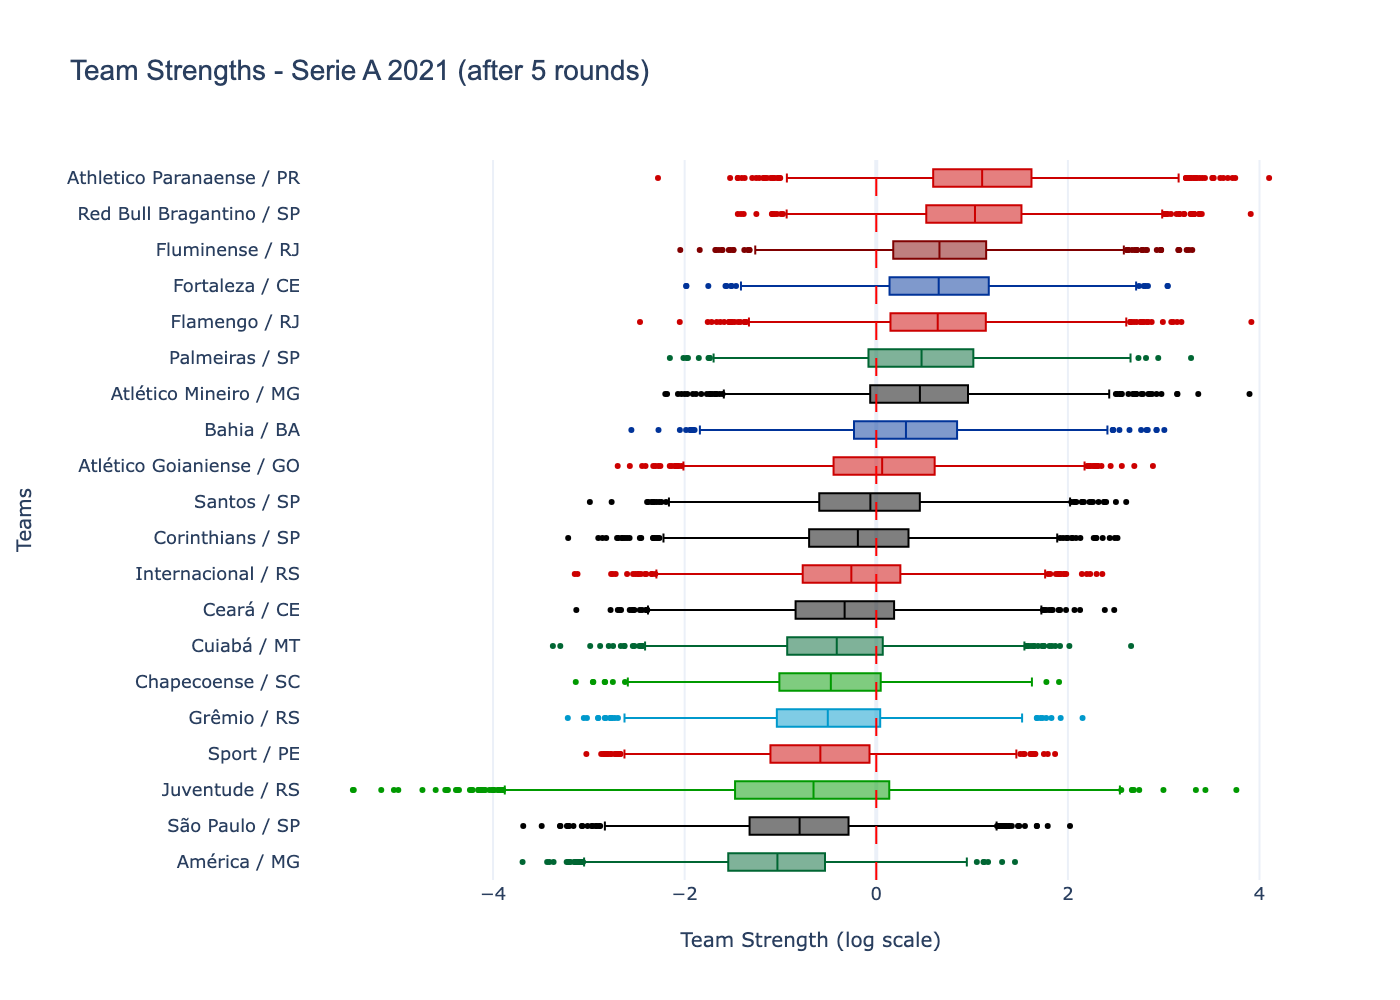 Team Strengths - Serie A 2021 (after 5 rounds)
Teams
Athletico Paranaense / PR
Red Bull Bragantino / SP
Fluminense / RJ
Fortaleza / CE
Flamengo / RJ
Palmeiras / SP
Atlético Mineiro / MG
Bahia / BA
Atlético Goianiense / GO
Santos / SP
Corinthians / SP
Internacional / RS
Ceará / CE
Cuiabá / MT
Chapecoense / SC
Grêmio / RS
Sport / PE
Juventude / RS
São Paulo / SP
América / MG
−4 −2 0 2 4
Team Strength (log scale)